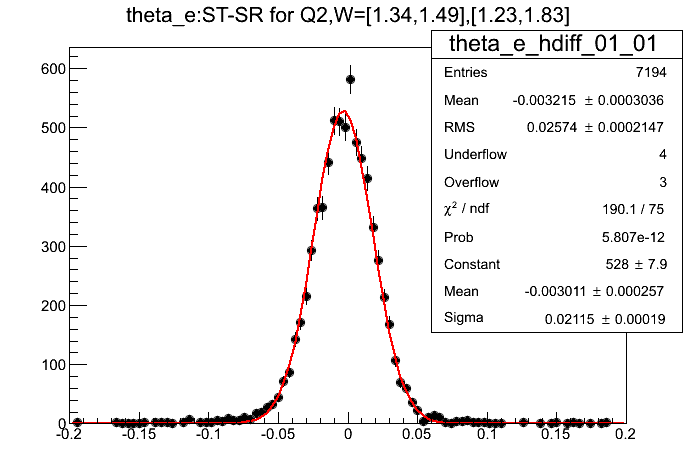 theta_e:ST-SR for Q2,W=[1.34,1.49],[1.23,1.83]
theta_e_hdiff_01_01
Entries 7194
Mean -0.003215 ± 0.0003036
RMS 0.02574 ± 0.0002147
Underflow 4
Overflow 3
χ² / ndf 190.1 / 75
Prob 5.807e-12
Constant 528 ± 7.9
Mean -0.003011 ± 0.000257
Sigma 0.02115 ± 0.00019
600
500
400
300
200
100
0
-0.2 -0.15 -0.1 -0.05 0 0.05 0.1 0.15 0.2